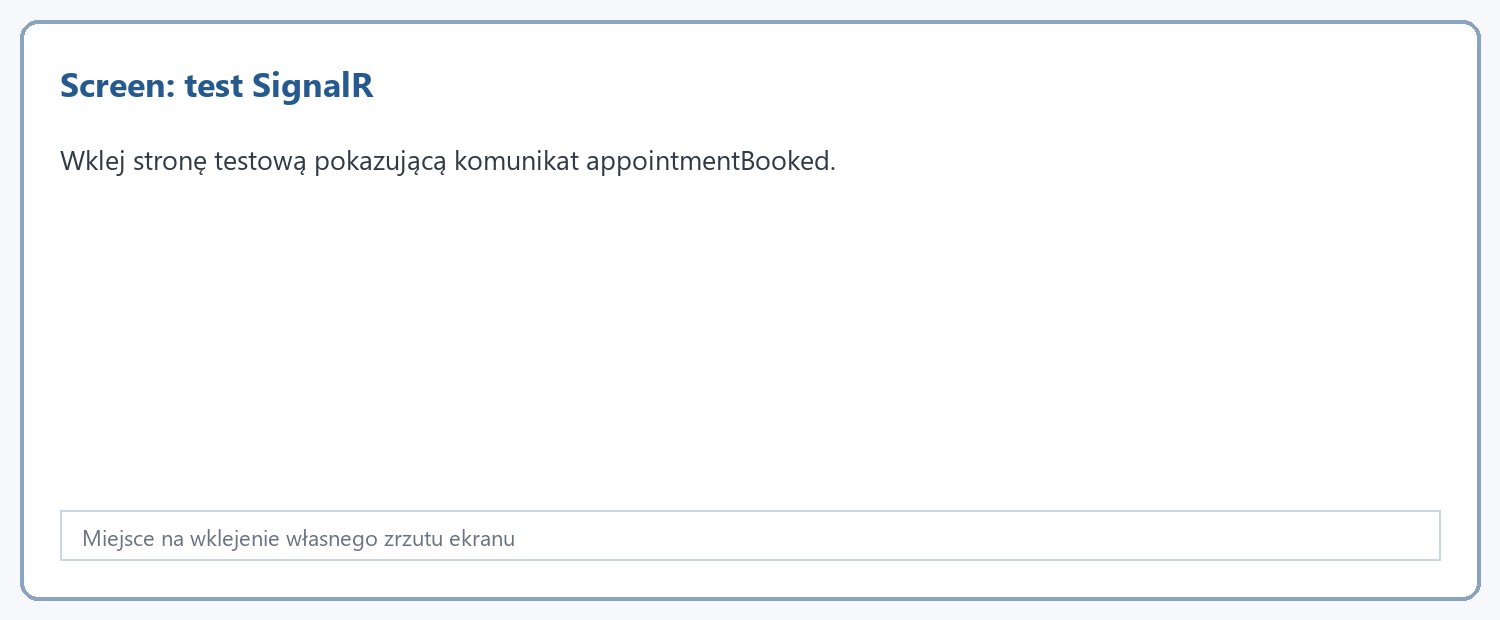 Screen: test SignalR
Wklej stronę testową pokazującą komunikat appointmentBooked.
Miejsce na wklejenie własnego zrzutu ekranu